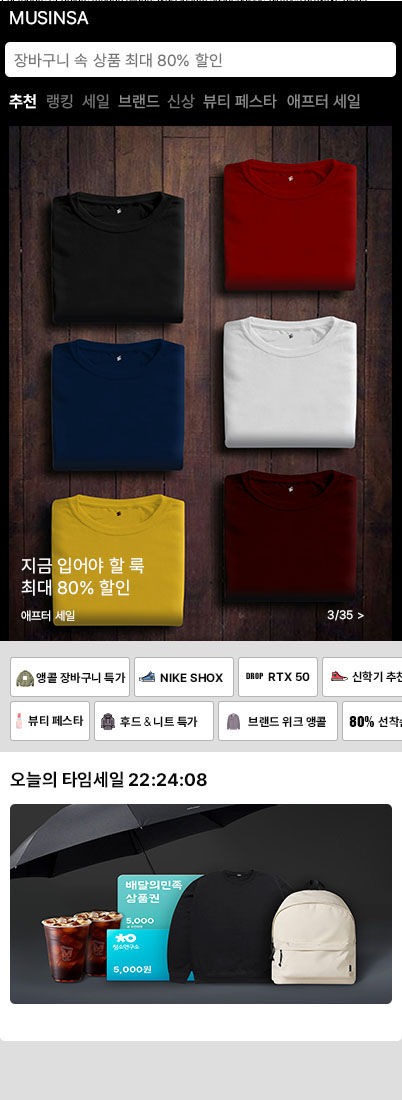 MUSINSA
장바구니 속 상품 최대 80% 할인
추천 랭킹 세일 브랜드 신상 뷰티 페스타 애프터 세일
지금 입어야 할 룩
최대 80% 할인
애프터 세일 3/35 >
앵콜 장바구니 특가 NIKE SHOX DROP RTX 50 신학기 추천
뷰티 페스타 후드 & 니트 특가 브랜드 위크 앵콜 80% 선착순
오늘의 타임세일 22:24:08
배달의민족
상품권
5,000
청소연구소
5,000원